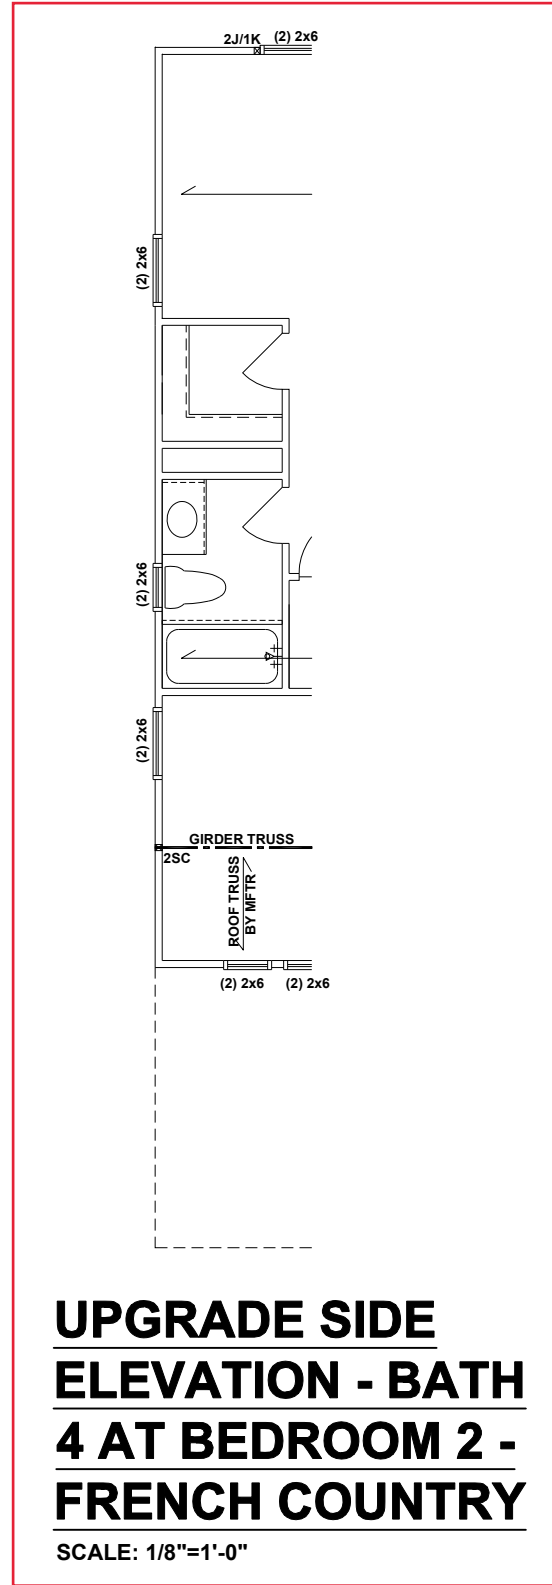 2J/1K (2) 2x6
(2) 2x6
(2) 2x6
(2) 2x6
GIRDER TRUSS
2SC
ROOF TRUSS
BY MFTR
(2) 2x6 (2) 2x6
UPGRADE SIDE
ELEVATION - BATH
4 AT BEDROOM 2 -
FRENCH COUNTRY
SCALE: 1/8"=1'-0"